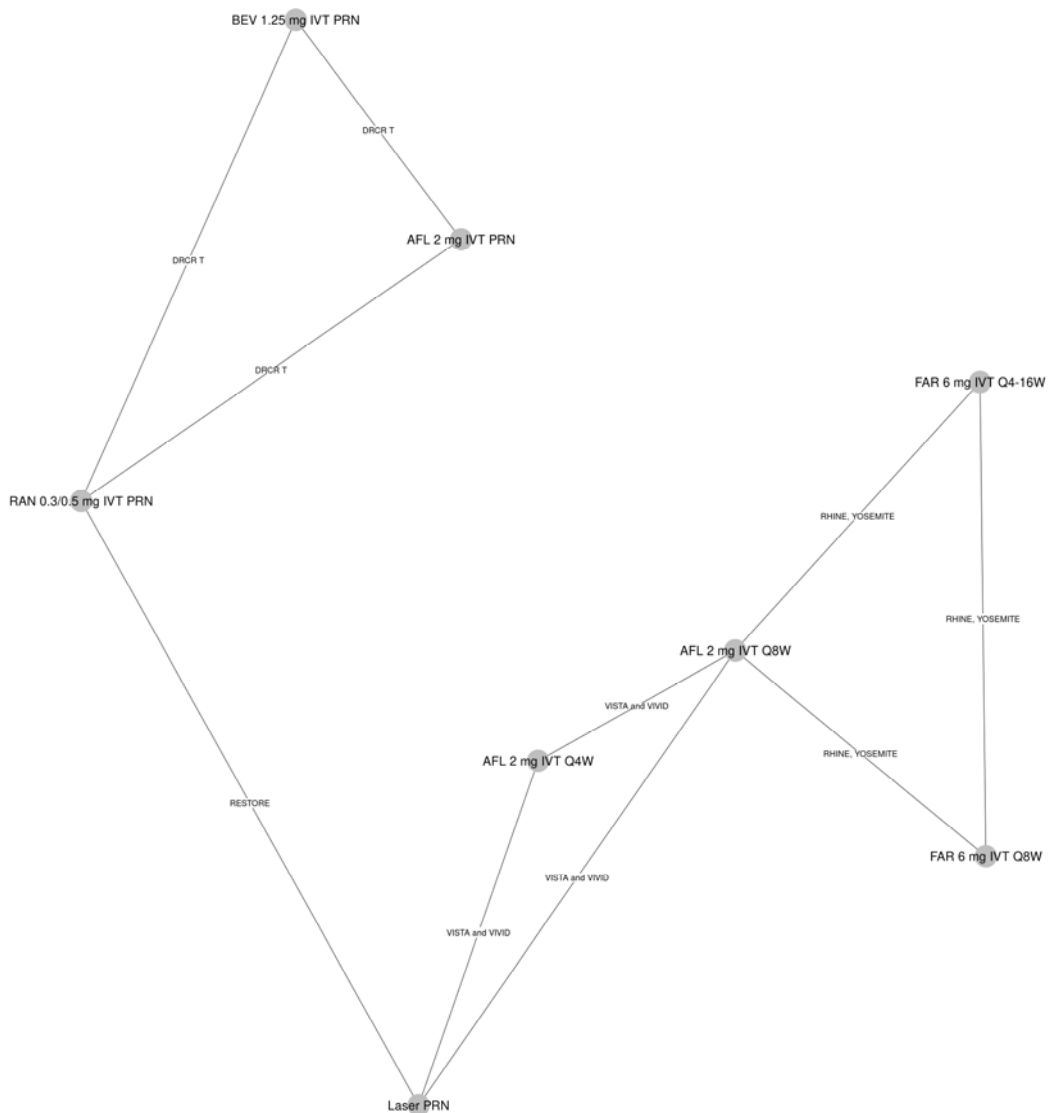 BEV 1.25 mg IVT PRN
DRCR T
AFL 2 mg IVT PRN
DRCR T
DRCR T
FAR 6 mg IVT Q4-16W
RAN 0.3/0.5 mg IVT PRN
RHINE, YOSEMITE
RHINE, YOSEMITE
AFL 2 mg IVT Q8W
VISTA and VIVID
RHINE, YOSEMITE
AFL 2 mg IVT Q4W
RESTORE
FAR 6 mg IVT Q8W
VISTA and VIVID
VISTA and VIVID
Laser PRN